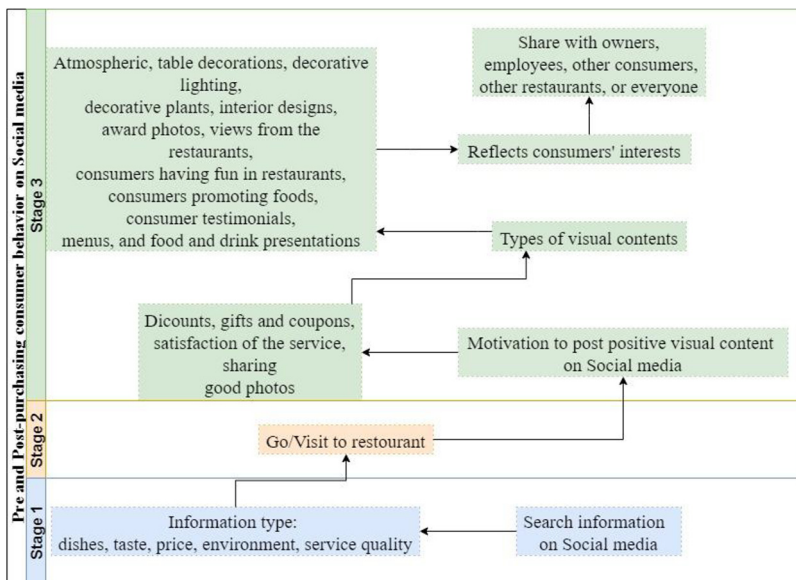 Pre and Post-purchasing consumer behavior on Social media
Stage 3
Atmospheric, table decorations, decorative
lighting,
decorative plants, interior designs,
award photos, views from the
restaurants,
consumers having fun in restaurants,
consumers promoting foods,
consumer testimonials,
menus, and food and drink presentations
Share with owners,
employees, other consumers,
other restaurants, or everyone
Reflects consumers' interests
Types of visual contents
Dicounts, gifts and coupons,
satisfaction of the service,
sharing
good photos
Motivation to post positive visual content
on Social media
Stage 2
Go/Visit to restourant
Stage 1
Information type:
dishes, taste, price, environment, service quality
Search information
on Social media